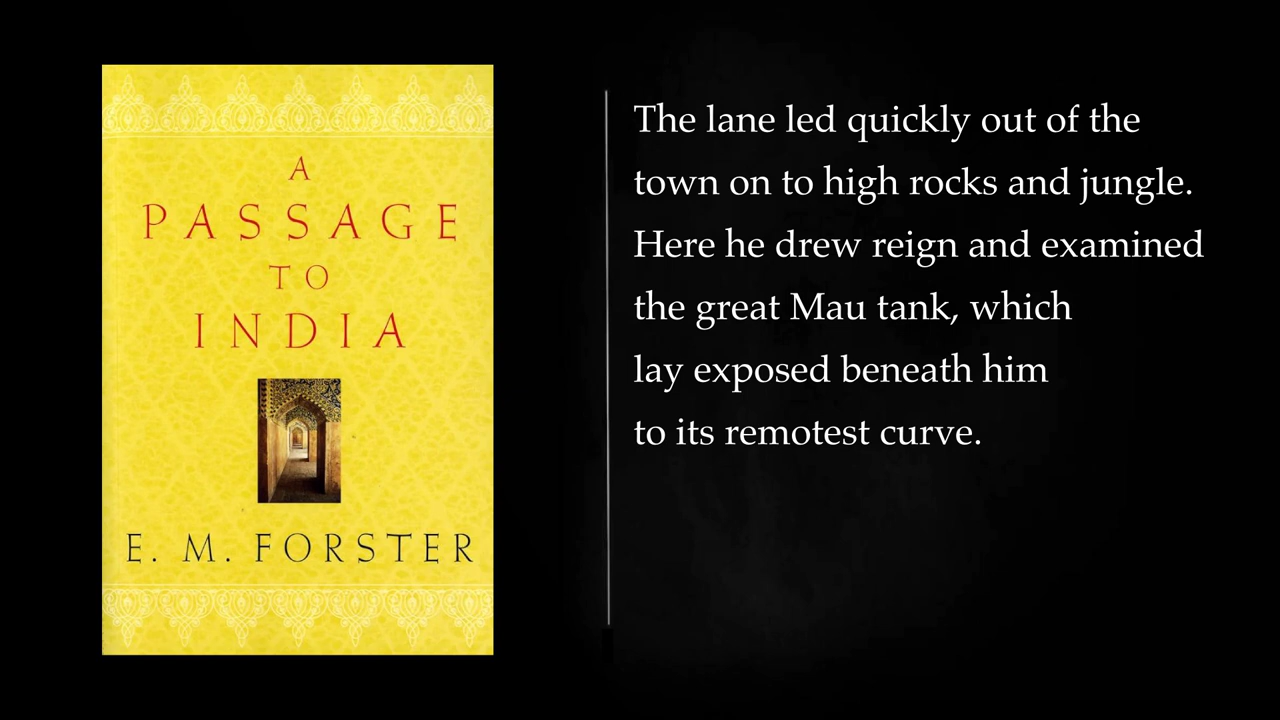 A
PASSAGE
TO
INDIA
E. M. FORSTER
The lane led quickly out of the
town on to high rocks and jungle.
Here he drew reign and examined
the great Mau tank, which
lay exposed beneath him
to its remotest curve.